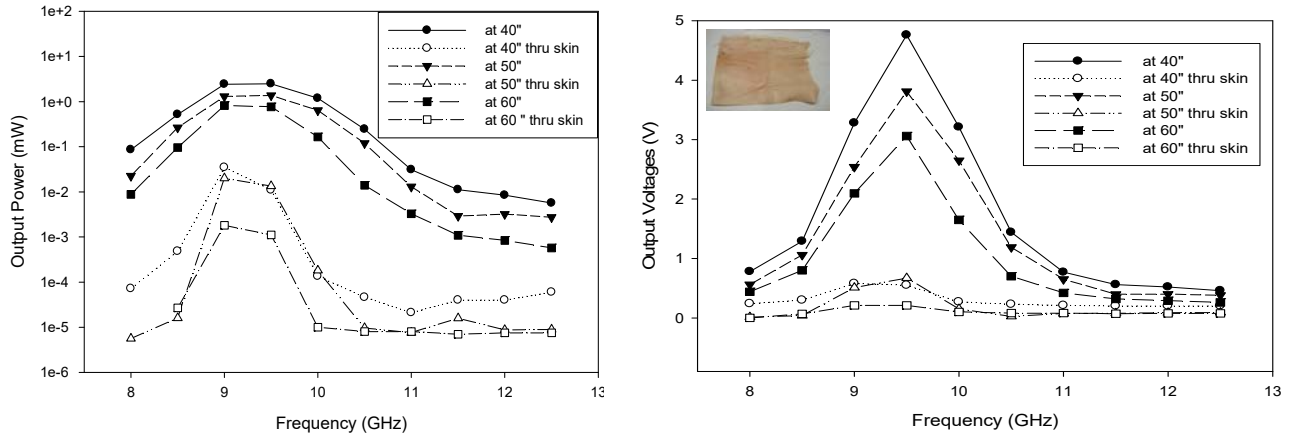 1e+2
1e+1
1e+0
1e-1
1e-2
1e-3
1e-4
1e-5
1e-6
Output Power (mW)
at 40"
at 40" thru skin
at 50"
at 50" thru skin
at 60"
at 60 " thru skin
8 9 10 11 12 13
Frequency (GHz)
5
4
3
2
1
0
Output Voltages (V)
at 40"
at 40" thru skin
at 50"
at 50" thru skin
at 60"
at 60" thru skin
8 9 10 11 12 13
Frequency (GHz)